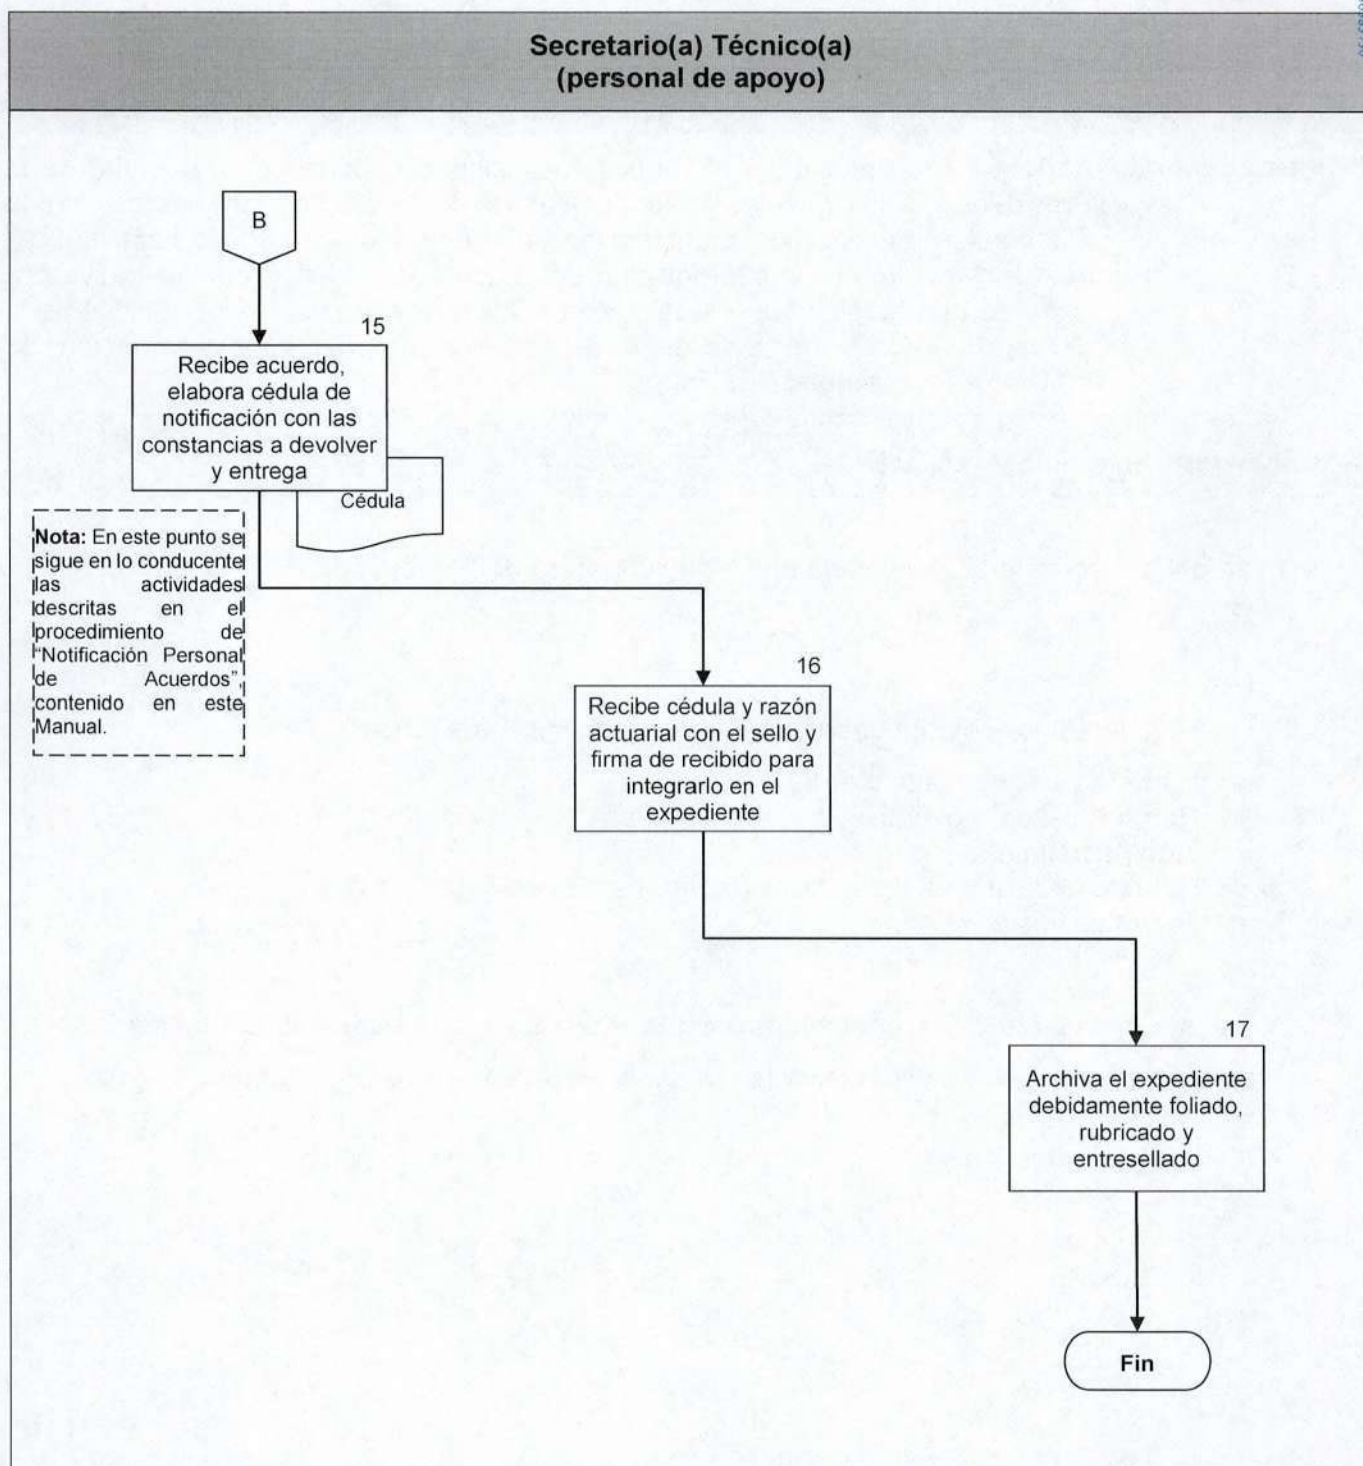 Secretario(a) Técnico(a)
(personal de apoyo)
B
15
Recibe acuerdo,
elabora cédula de
notificación con las
constancias a devolver
y entrega
Cédula
Nota: En este punto se
sigue en lo conducente
las actividades
descritas en el
procedimiento de
“Notificación Personal
de Acuerdos”,
contenido en este
Manual.
16
Recibe cédula y razón
actuarial con el sello y
firma de recibido para
integrarlo en el
expediente
17
Archiva el expediente
debidamente foliado,
rubricado y
entresellado
Fin